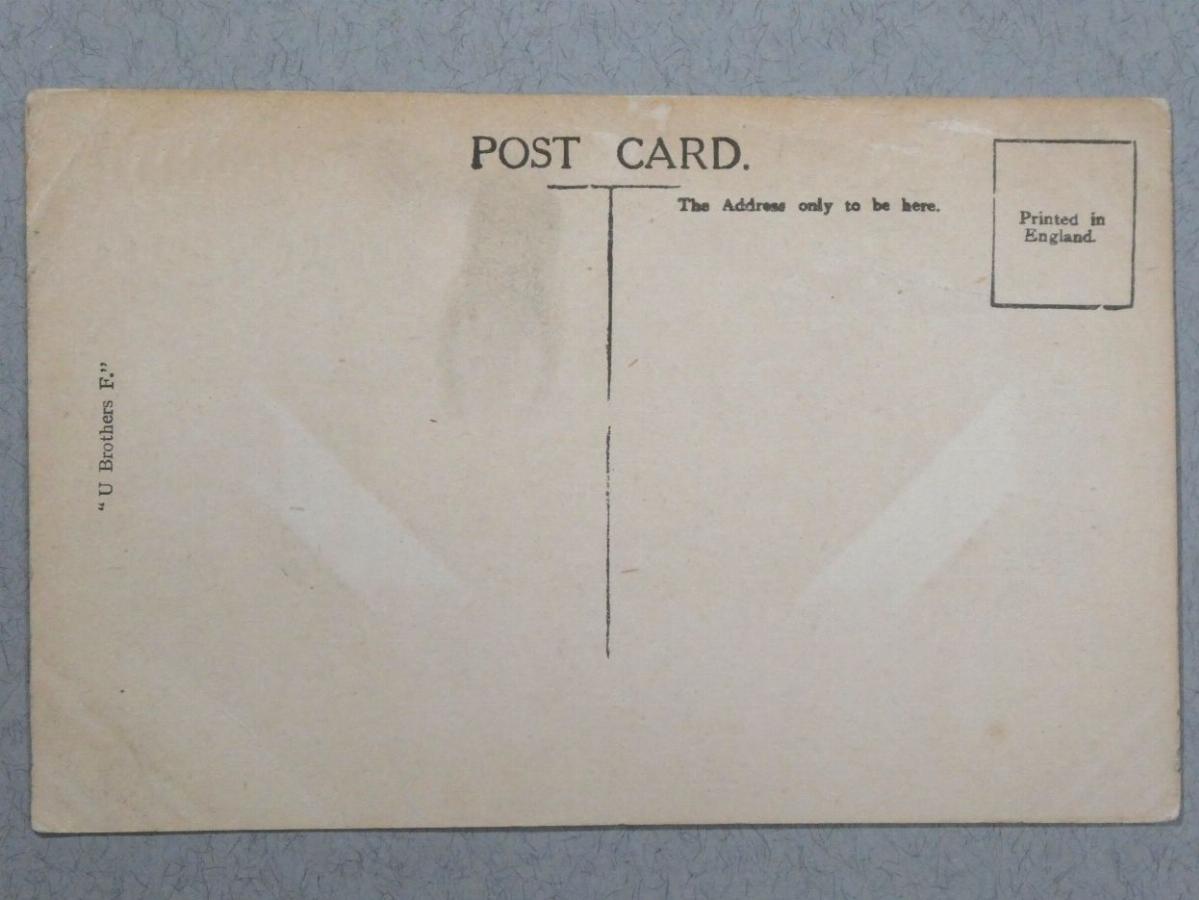 POST CARD.
The Address only to be here.
Printed in
England.
"U Brothers F."